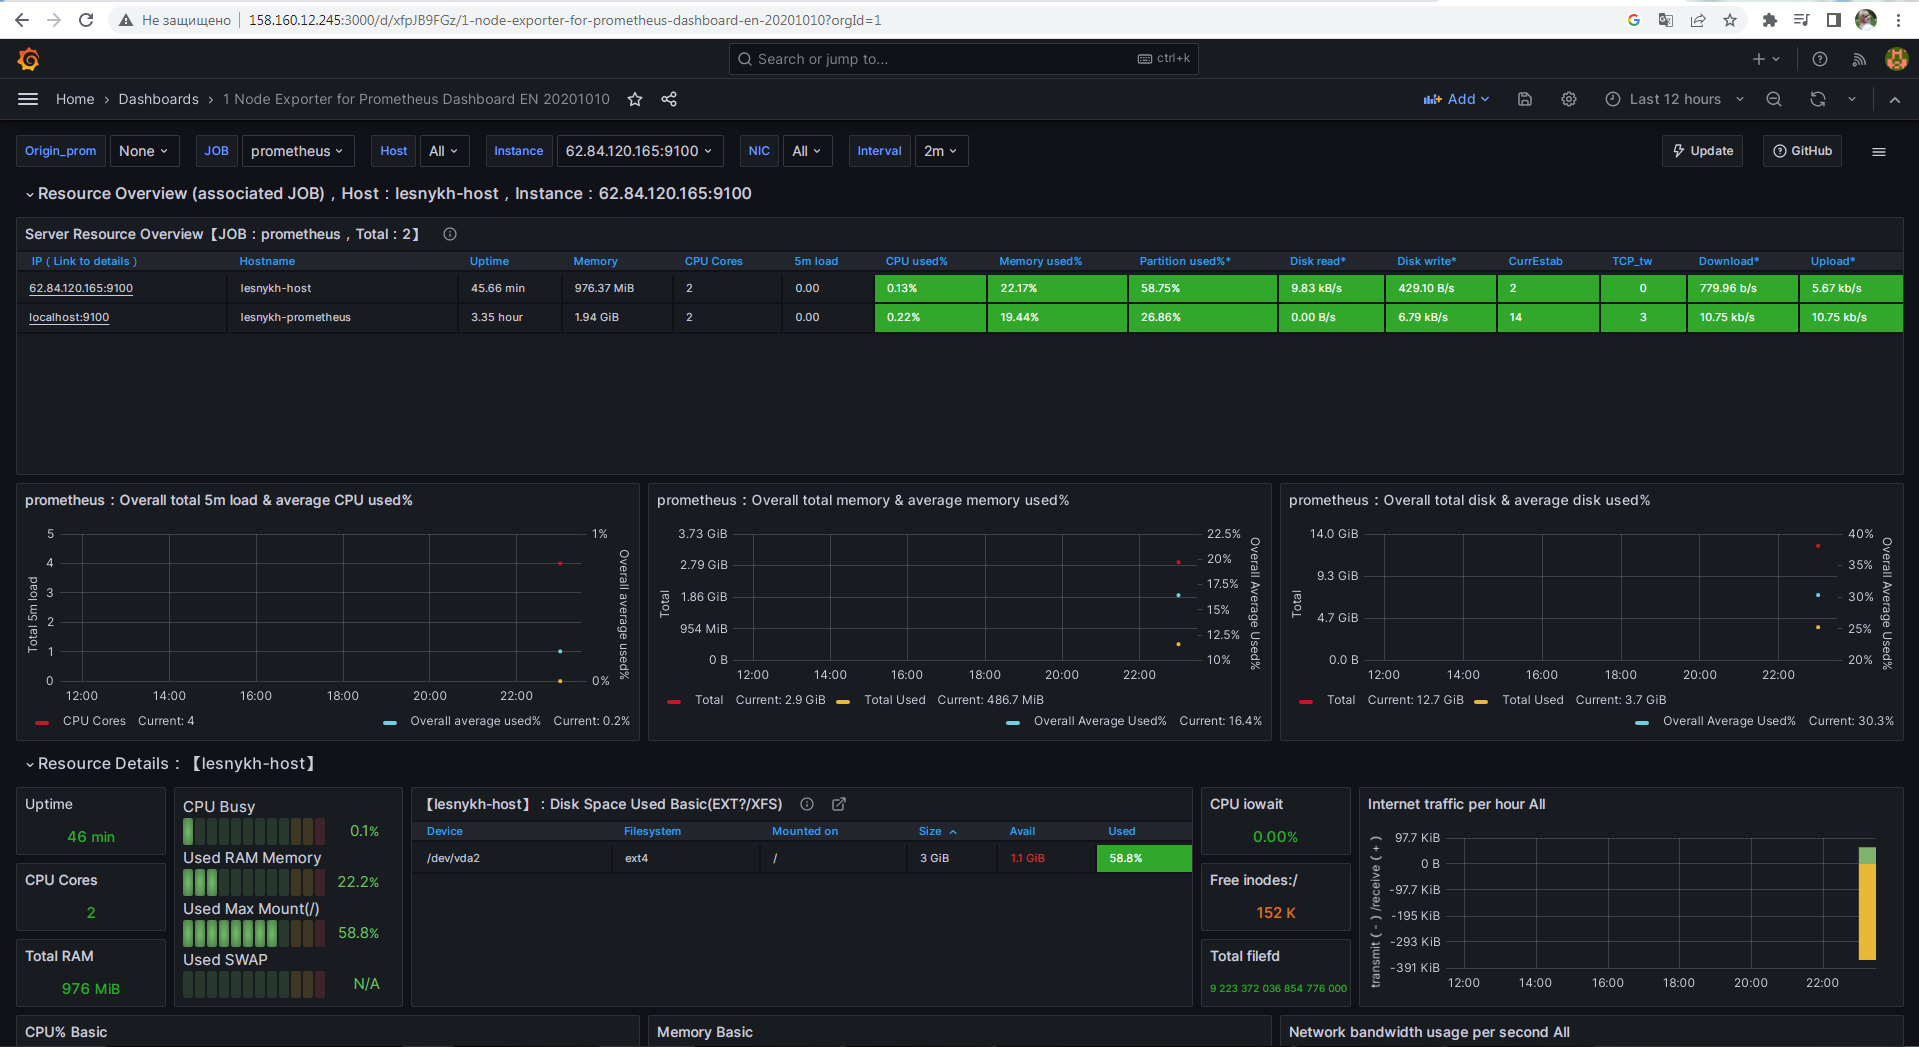 Не защищено 158.160.12.245:3000/d/xfpJB9FGz/1-node-exporter-for-prometheus-dashboard-en-20201010?orgId=1
Search or jump to... ctrl+k
Home › Dashboards › 1 Node Exporter for Prometheus Dashboard EN 20201010 Add Last 12 hours
Origin_prom None JOB prometheus Host All Instance 62.84.120.165:9100 NIC All Interval 2m Update GitHub
Resource Overview (associated JOB) , Host : lesnykh-host , Instance : 62.84.120.165:9100
Server Resource Overview【JOB : prometheus , Total : 2】
IP ( Link to details ) Hostname Uptime Memory CPU Cores 5m load CPU used% Memory used% Partition used%* Disk read* Disk write* CurrEstab TCP_tw Download* Upload*
62.84.120.165:9100 lesnykh-host 45.66 min 976.37 MiB 2 0.00 0.13% 22.17% 58.75% 9.83 kB/s 429.10 B/s 2 0 779.96 b/s 5.67 kb/s
localhost:9100 lesnykh-prometheus 3.35 hour 1.94 GiB 2 0.00 0.22% 19.44% 26.86% 0.00 B/s 6.79 kB/s 14 3 10.75 kb/s 10.75 kb/s
prometheus : Overall total 5m load & average CPU used%
Total 5m load
5
4
3
2
1
0
1%
0%
Overall average used%
12:00 14:00 16:00 18:00 20:00 22:00
CPU Cores Current: 4 Overall average used% Current: 0.2%
prometheus : Overall total memory & average memory used%
Total
3.73 GiB
2.79 GiB
1.86 GiB
954 MiB
0 B
22.5%
20%
17.5%
15%
12.5%
10%
Overall Average Used%
12:00 14:00 16:00 18:00 20:00 22:00
Total Current: 2.9 GiB Total Used Current: 486.7 MiB
Overall Average Used% Current: 16.4%
prometheus : Overall total disk & average disk used%
Total
14.0 GiB
9.3 GiB
4.7 GiB
0.0 B
40%
35%
30%
25%
20%
Overall Average Used%
12:00 14:00 16:00 18:00 20:00 22:00
Total Current: 12.7 GiB Total Used Current: 3.7 GiB
Overall Average Used% Current: 30.3%
Resource Details : 【lesnykh-host】
Uptime
46 min
CPU Cores
2
Total RAM
976 MiB
CPU Busy
0.1%
Used RAM Memory
22.2%
Used Max Mount(/)
58.8%
Used SWAP
N/A
【lesnykh-host】 : Disk Space Used Basic(EXT?/XFS)
Device Filesystem Mounted on Size Avail Used
/dev/vda2 ext4 / 3 GiB 1.1 GiB 58.8%
CPU iowait
0.00%
Free inodes:/
152 K
Total filefd
9 223 372 036 854 776 000
Internet traffic per hour All
transmit ( - ) /receive ( + )
97.7 KiB
0 B
-97.7 KiB
-195 KiB
-293 KiB
-391 KiB
12:00 14:00 16:00 18:00 20:00 22:00
CPU% Basic
Memory Basic
Network bandwidth usage per second All